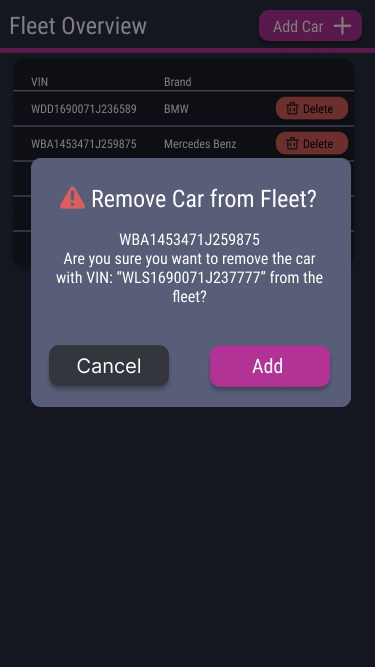 Fleet Overview
Add Car
VIN Brand
WDD1690071J236589 BMW Delete
WBA1453471J259875 Mercedes Benz Delete
Remove Car from Fleet?
WBA1453471J259875
Are you sure you want to remove the car
with VIN: “WLS1690071J237777” from the
fleet?
Cancel Add